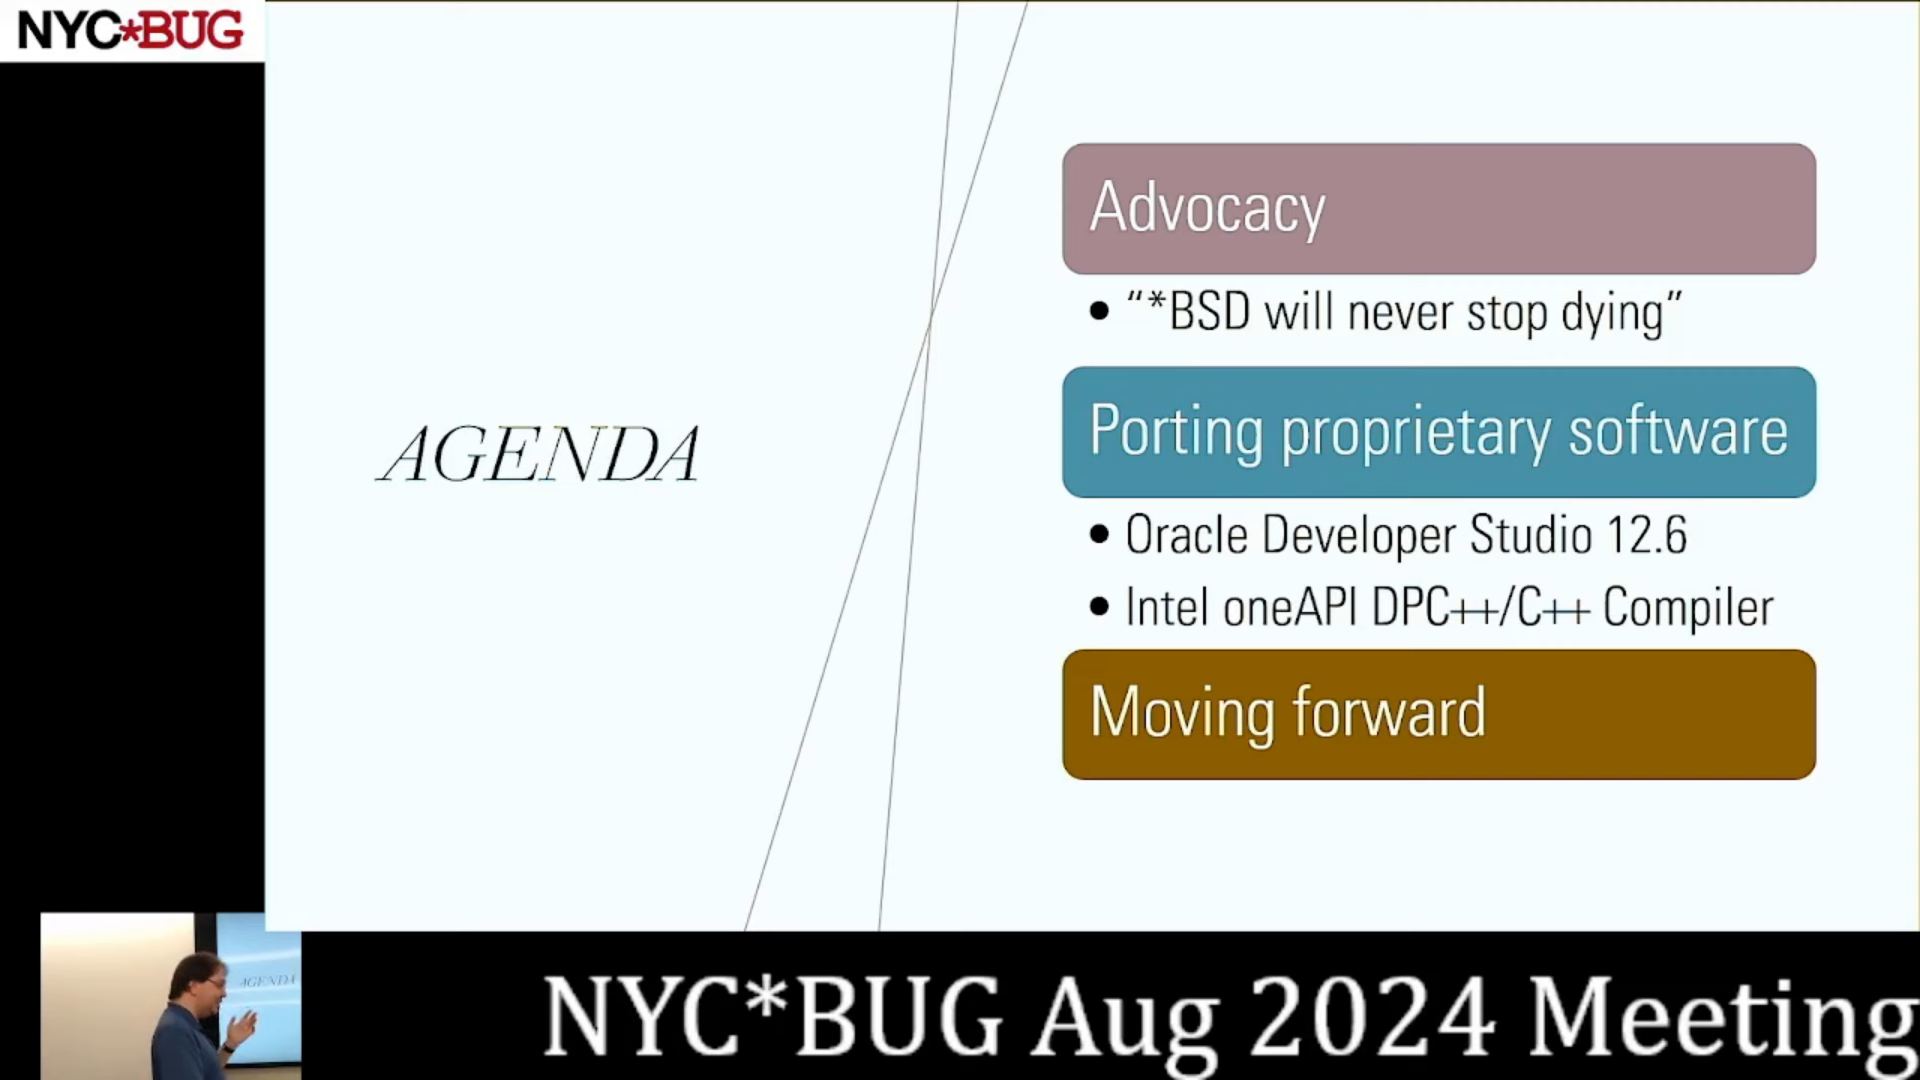 NYC*BUG
AGENDA
Advocacy
• “*BSD will never stop dying”
Porting proprietary software
• Oracle Developer Studio 12.6
• Intel oneAPI DPC++/C++ Compiler
Moving forward
AGENDA
NYC*BUG Aug 2024 Meeting